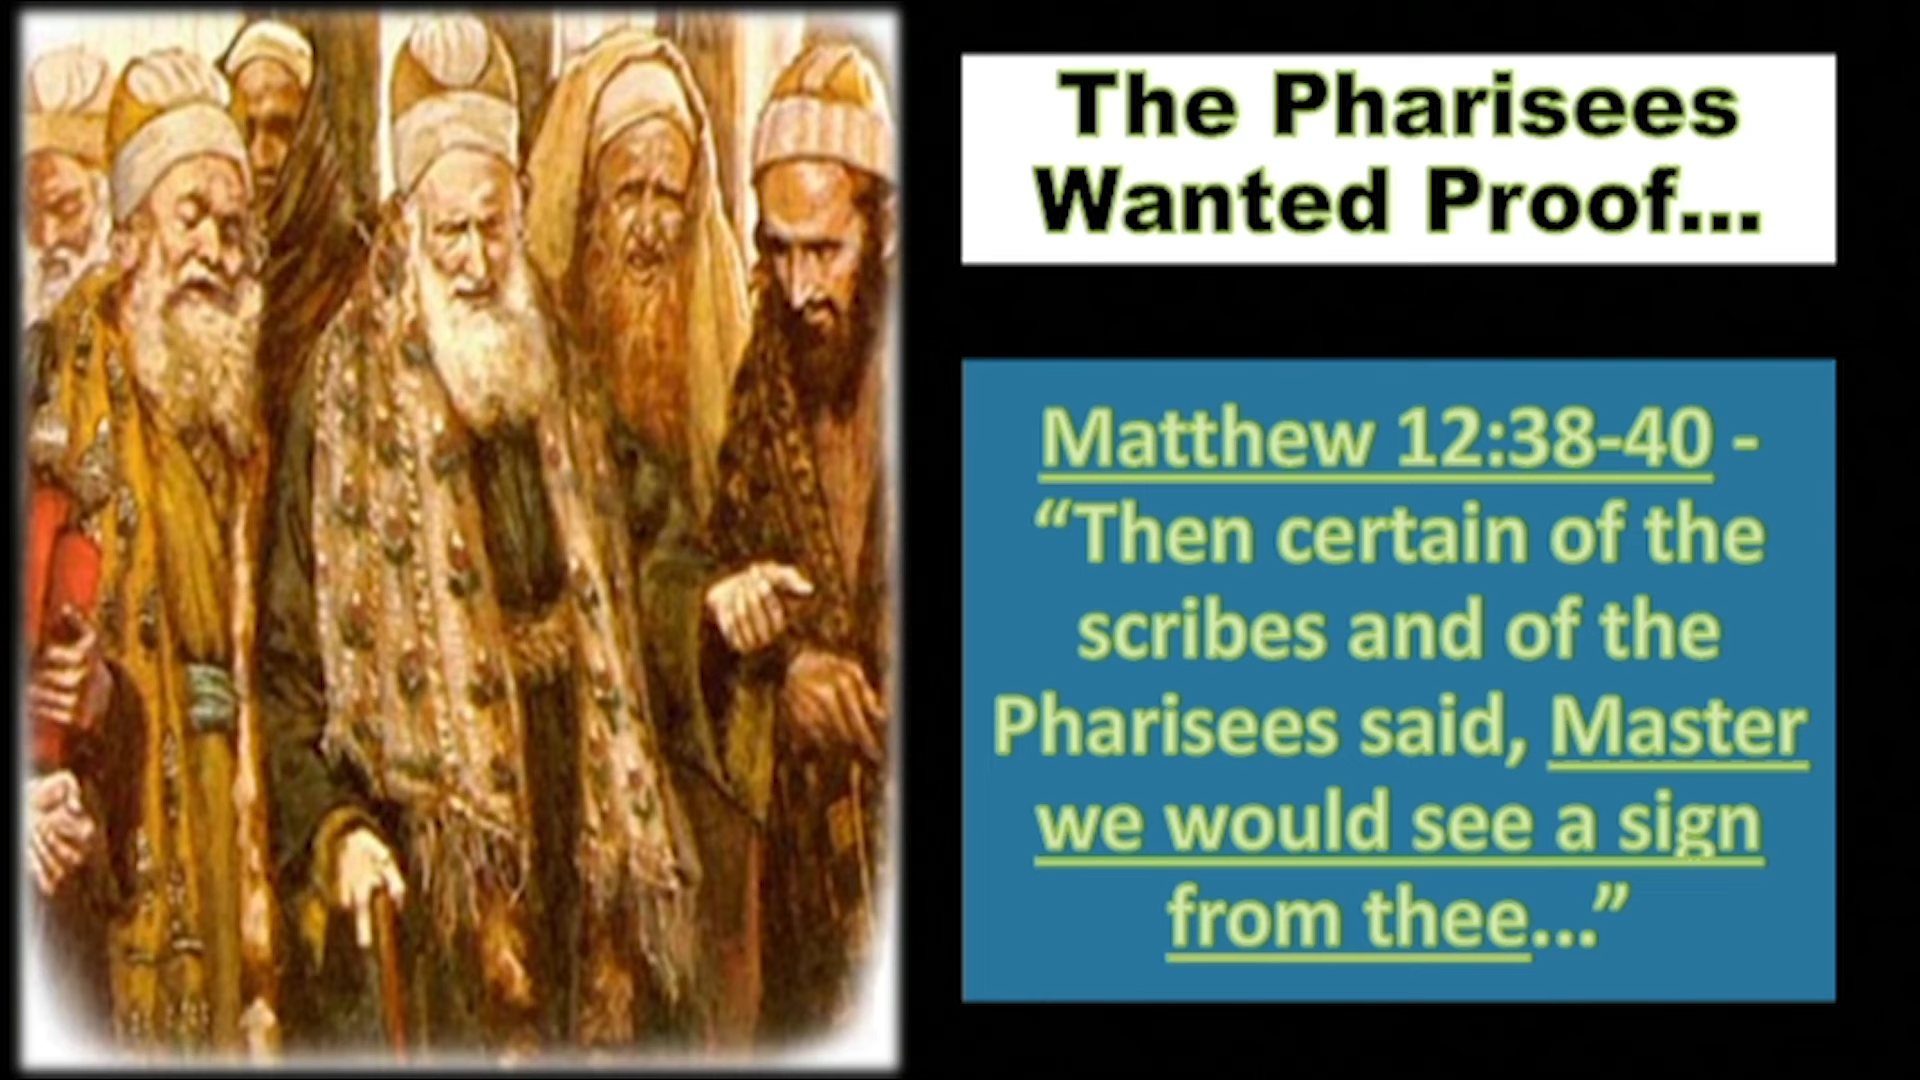 The Pharisees
Wanted Proof...
Matthew 12:38-40 -
“Then certain of the
scribes and of the
Pharisees said, Master
we would see a sign
from thee...”